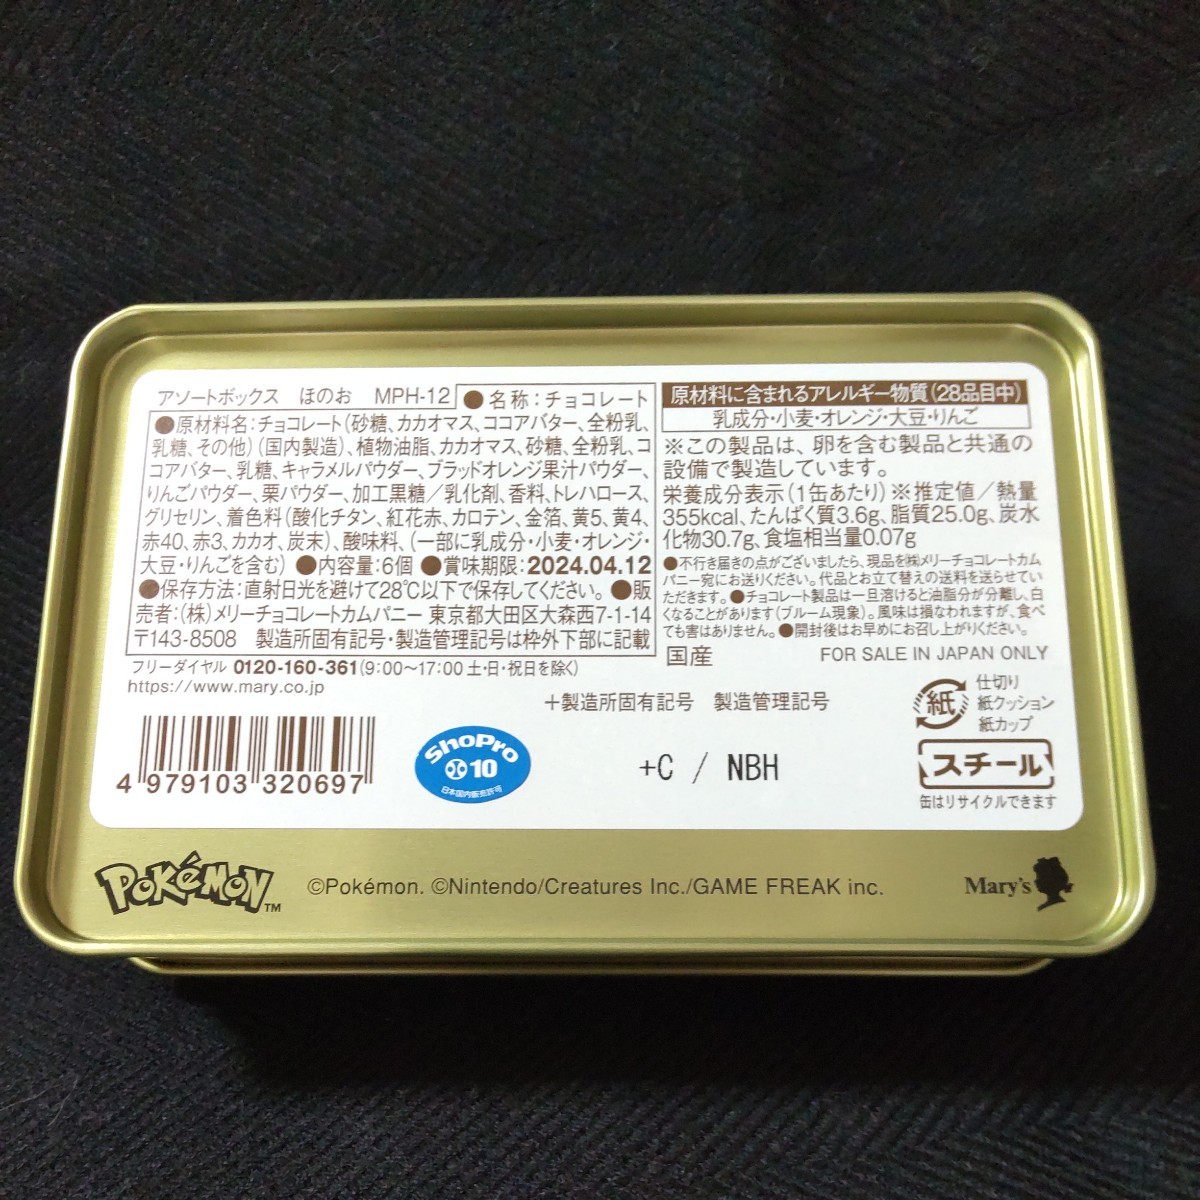 アソートボックス ほのお MPH-12
●名称:チョコレート
●原材料名:チョコレート(砂糖、カカオマス、ココアバター、全粉乳、
乳糖、その他)(国内製造)、植物油脂、カカオマス、砂糖、全粉乳、コ
コアバター、乳糖、キャラメルパウダー、ブラッドオレンジ果汁パウダー、
りんごパウダー、栗パウダー、加工黒糖/乳化剤、香料、トレハロース、
グリセリン、着色料(酸化チタン、紅花赤、カロテン、金箔、黄5、黄4、
赤40、赤3、カカオ、炭末)、酸味料、(一部に乳成分・小麦・オレンジ・
大豆・りんごを含む) ●内容量:6個 ●賞味期限:2024.04.12
●保存方法:直射日光を避けて28℃以下で保存してください。 ●販
売者:(株)メリーチョコレートカムパニー 東京都大田区大森西7-1-14
〒143-8508 製造所固有記号・製造管理記号は枠外下部に記載
フリーダイヤル 0120-160-361(9:00〜17:00 土・日・祝日を除く)
https://www.mary.co.jp
原材料に含まれるアレルギー物質(28品目中)
乳成分・小麦・オレンジ・大豆・りんご
※この製品は、卵を含む製品と共通の
設備で製造しています。
栄養成分表示(1缶あたり)※推定値/熱量
355kcal、たんぱく質3.6g、脂質25.0g、炭水
化物30.7g、食塩相当量0.07g
●不行き届きの点がございましたら、現品を㈱メリーチョコレートカム
パニー宛にお送りください。代品とお立て替えの送料を送らせてい
ただきます。●チョコレート製品は一旦溶けると油脂分が分離し、白
くなることがあります(ブルーム現象)。風味は損なわれますが、食べ
ても害はありません。●開封後はお早めにお召し上がりください。
国産 FOR SALE IN JAPAN ONLY
+製造所固有記号 製造管理記号
+C / NBH
紙
仕切り
紙クッション
紙カップ
スチール
缶はリサイクルできます
4 979103 320697
ShoPro
10
日本国内販売許可
POKéMON™
©Pokémon. ©Nintendo/Creatures Inc./GAME FREAK inc.
Mary's